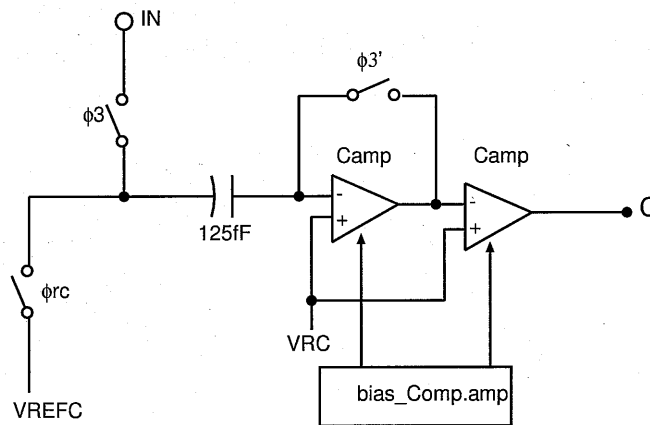 IN
ϕ3'
ϕ3
Camp
Camp
-
+
-
+
125fF
ϕrc
VRC
VREFC
bias_Comp.amp